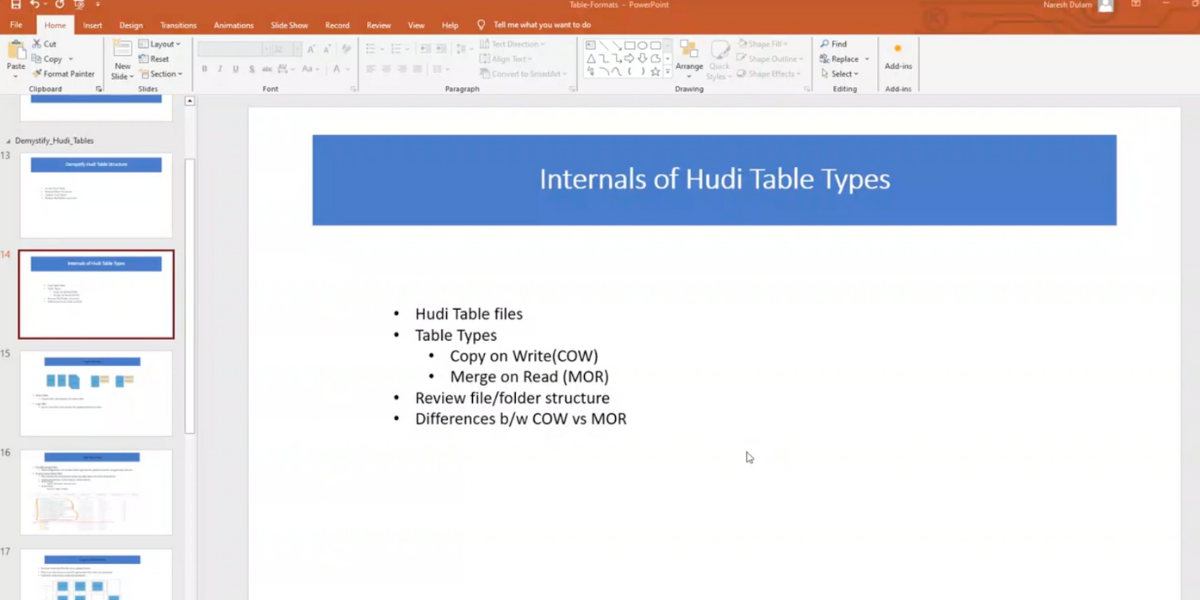 Table-Formats - PowerPoint
Naresh Dulam
File Home Insert Design Transitions Animations Slide Show Record Review View Help Tell me what you want to do
Paste
Cut
Copy
Format Painter
Clipboard
New
Slide
Layout
Reset
Section
Slides
B I U S abc AV Aa A
Font
Text Direction
Align Text
Convert to SmartArt
Paragraph
Arrange
Quick
Styles
Shape Fill
Shape Outline
Shape Effects
Drawing
Find
Replace
Select
Editing
Add-ins
Add-ins
Demystify_Hudi_Tables
13
Demystify Hudi Table Structure
14
Internals of Hudi Table Types
15
16
17
Internals of Hudi Table Types
• Hudi Table files
• Table Types
• Copy on Write(COW)
• Merge on Read (MOR)
• Review file/folder structure
• Differences b/w COW vs MOR